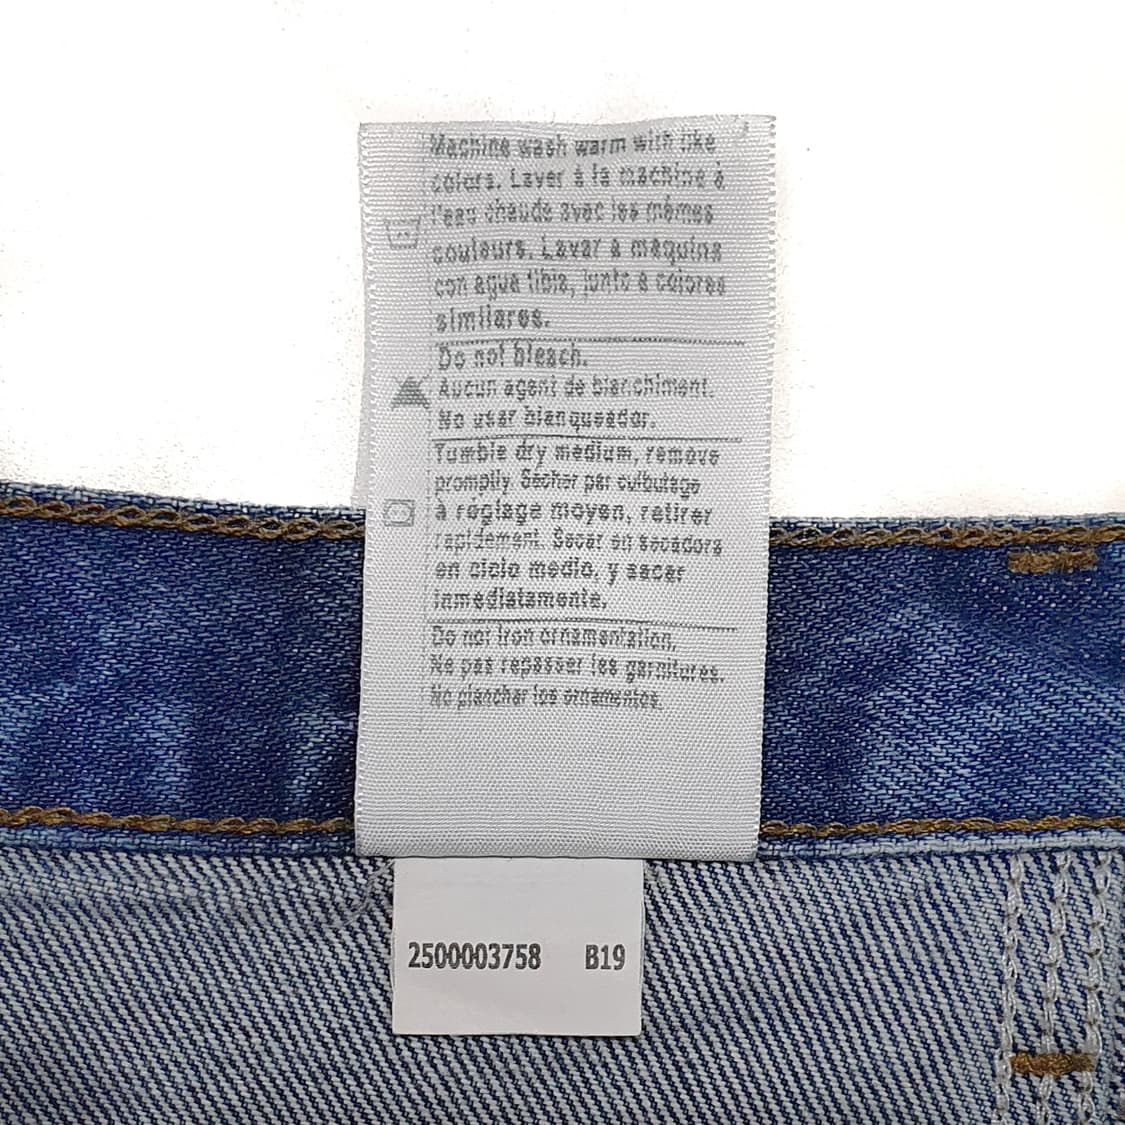 Machine wash warm with like
colors. Laver à la machine à
l'eau chaude avec les mêmes
couleurs. Lavar a maquina
con agua tibia, junto a colores
similares.
Do not bleach.
Aucun agent de blanchiment.
No usar blanqueador.
Tumble dry medium, remove
promptly. Sécher par culbutage
à réglage moyen, retirer
rapidement. Secar en secadora
en ciclo medio, y sacar
inmediatamente.
Do not iron ornamentation.
Ne pas repasser les garnitures.
No planchar los ornamentos.
2500003758 B19